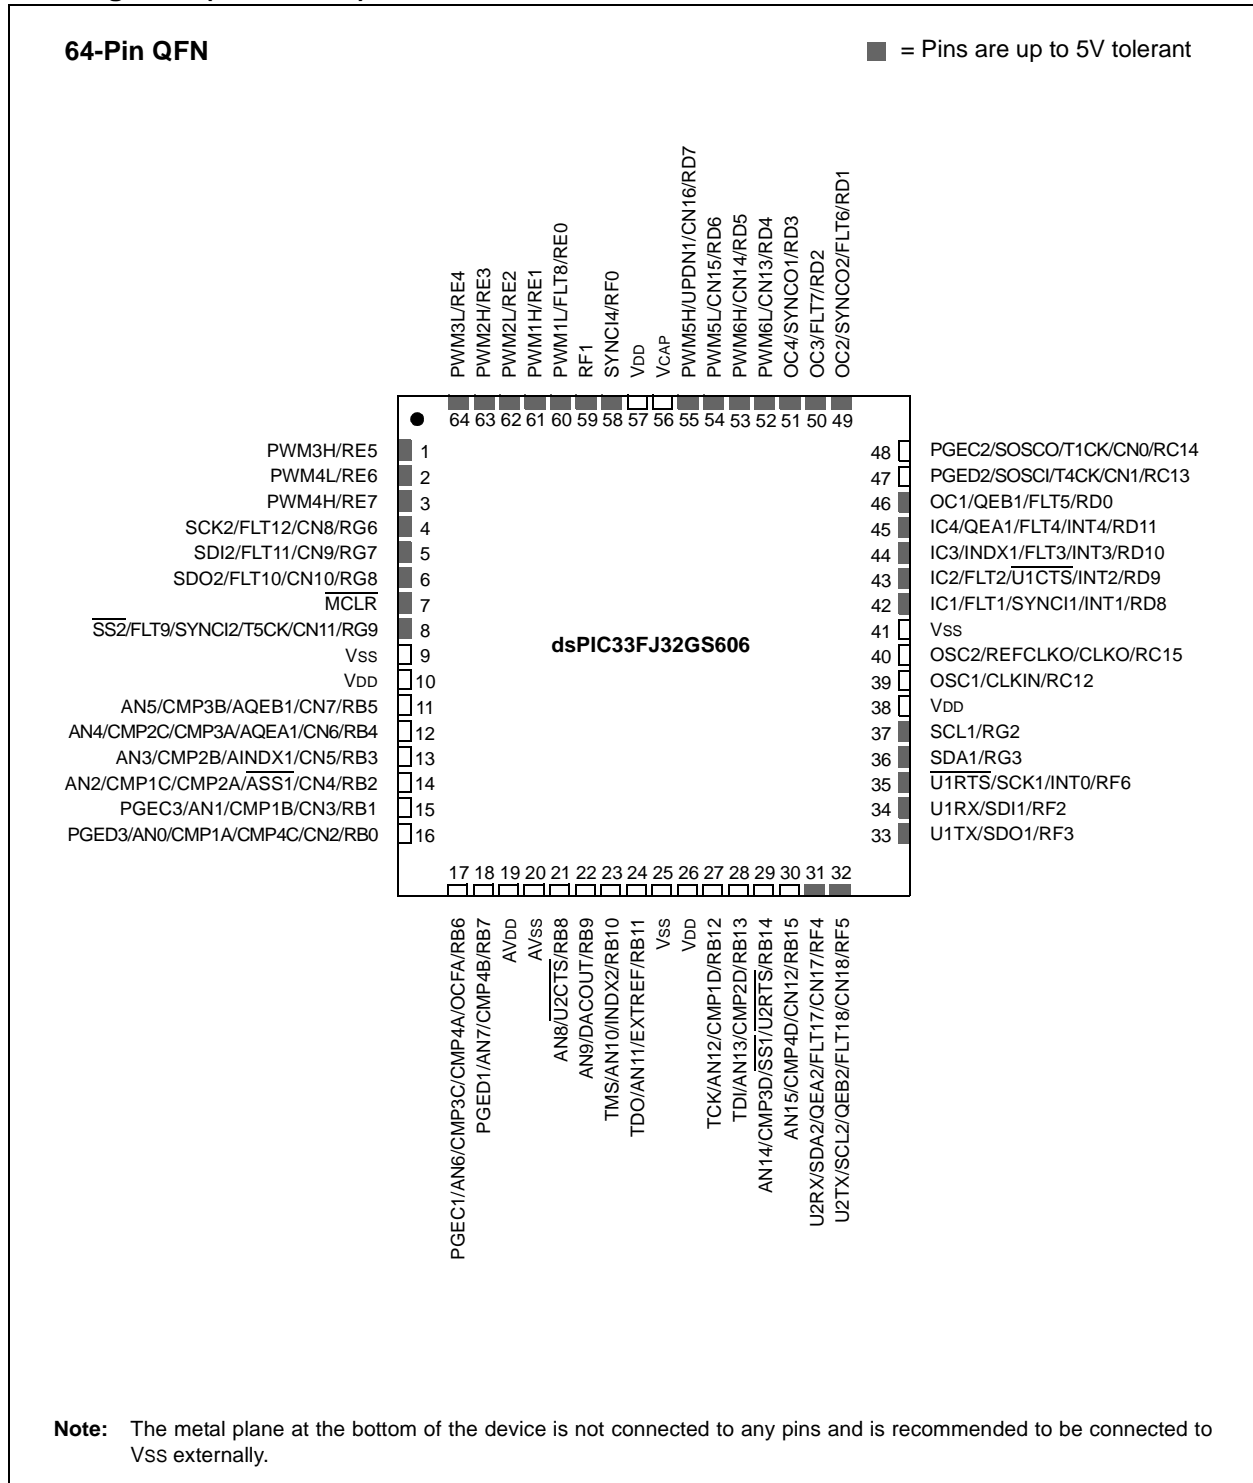 64-Pin QFN
= Pins are up to 5V tolerant
PWM3L/RE4
PWM2H/RE3
PWM2L/RE2
PWM1H/RE1
PWM1L/FLT8/RE0
RF1
SYNCI4/RF0
VDD
VCAP
PWM5H/UPDN1/CN16/RD7
PWM5L/CN15/RD6
PWM6H/CN14/RD5
PWM6L/CN13/RD4
OC4/SYNCO1/RD3
OC3/FLT7/RD2
OC2/SYNCO2/FLT6/RD1
64 63 62 61 60 59 58 57 56 55 54 53 52 51 50 49
PWM3H/RE5 1
PWM4L/RE6 2
PWM4H/RE7 3
SCK2/FLT12/CN8/RG6 4
SDI2/FLT11/CN9/RG7 5
SDO2/FLT10/CN10/RG8 6
MCLR 7
SS2/FLT9/SYNCI2/T5CK/CN11/RG9 8
VSS 9
VDD 10
AN5/CMP3B/AQEB1/CN7/RB5 11
AN4/CMP2C/CMP3A/AQEA1/CN6/RB4 12
AN3/CMP2B/AINDX1/CN5/RB3 13
AN2/CMP1C/CMP2A/ASS1/CN4/RB2 14
PGEC3/AN1/CMP1B/CN3/RB1 15
PGED3/AN0/CMP1A/CMP4C/CN2/RB0 16
dsPIC33FJ32GS606
48 PGEC2/SOSCO/T1CK/CN0/RC14
47 PGED2/SOSCI/T4CK/CN1/RC13
46 OC1/QEB1/FLT5/RD0
45 IC4/QEA1/FLT4/INT4/RD11
44 IC3/INDX1/FLT3/INT3/RD10
43 IC2/FLT2/U1CTS/INT2/RD9
42 IC1/FLT1/SYNCI1/INT1/RD8
41 VSS
40 OSC2/REFCLKO/CLKO/RC15
39 OSC1/CLKIN/RC12
38 VDD
37 SCL1/RG2
36 SDA1/RG3
35 U1RTS/SCK1/INT0/RF6
34 U1RX/SDI1/RF2
33 U1TX/SDO1/RF3
17 18 19 20 21 22 23 24 25 26 27 28 29 30 31 32
PGEC1/AN6/CMP3C/CMP4A/OCFA/RB6
PGED1/AN7/CMP4B/RB7
AVDD
AVSS
AN8/U2CTS/RB8
AN9/DACOUT/RB9
TMS/AN10/INDX2/RB10
TDO/AN11/EXTREF/RB11
VSS
VDD
TCK/AN12/CMP1D/RB12
TDI/AN13/CMP2D/RB13
AN14/CMP3D/SS1/U2RTS/RB14
AN15/CMP4D/CN12/RB15
U2RX/SDA2/QEA2/FLT17/CN17/RF4
U2TX/SCL2/QEB2/FLT18/CN18/RF5
Note: The metal plane at the bottom of the device is not connected to any pins and is recommended to be connected to
VSS externally.